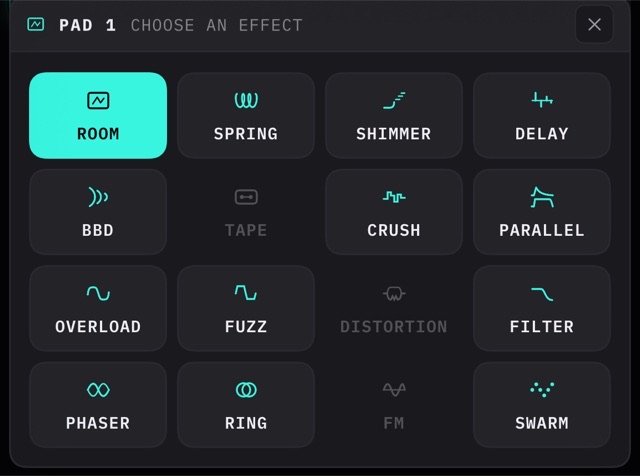 PAD 1 CHOOSE AN EFFECT
ROOM SPRING SHIMMER DELAY
BBD TAPE CRUSH PARALLEL
OVERLOAD FUZZ DISTORTION FILTER
PHASER RING FM SWARM